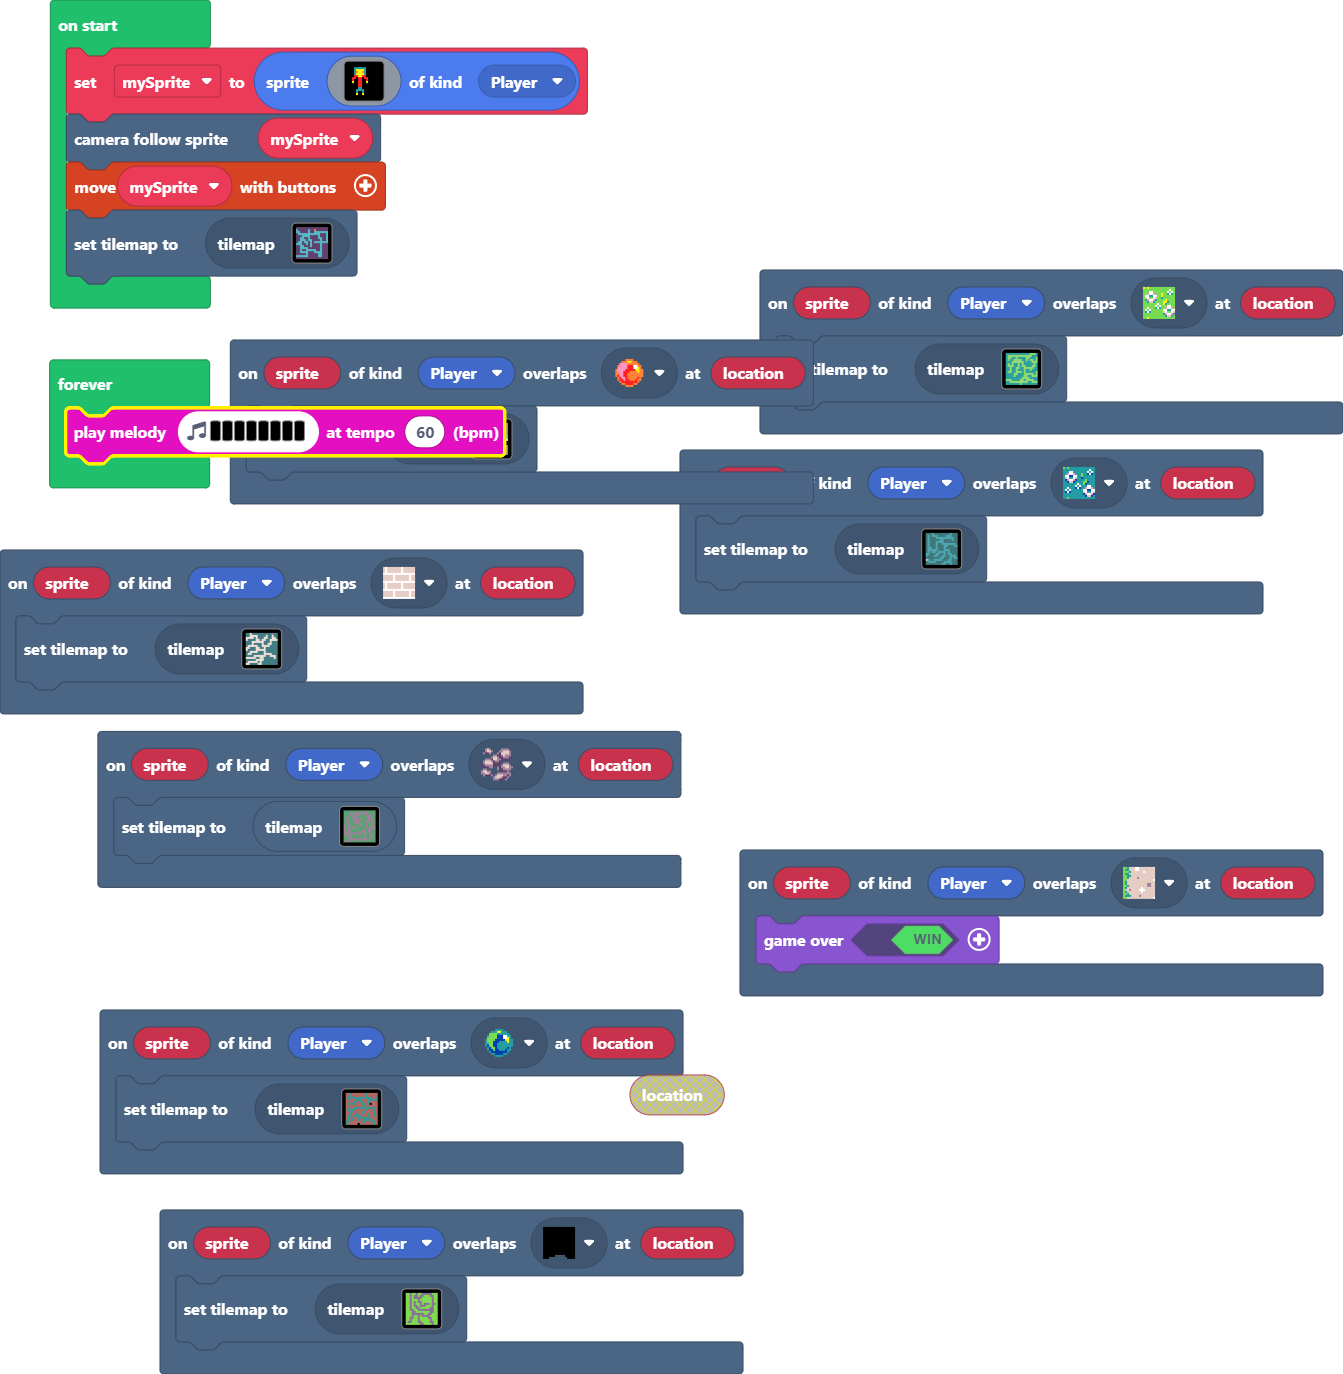 on start
set mySprite to sprite of kind Player
camera follow sprite mySprite
move mySprite with buttons
set tilemap to tilemap
on sprite of kind Player overlaps at location
tilemap to tilemap
forever
on sprite of kind Player overlaps at location
play melody at tempo 60 (bpm)
kind Player overlaps at location
set tilemap to tilemap
on sprite of kind Player overlaps at location
set tilemap to tilemap
on sprite of kind Player overlaps at location
set tilemap to tilemap
on sprite of kind Player overlaps at location
game over WIN
on sprite of kind Player overlaps at location
location
set tilemap to tilemap
on sprite of kind Player overlaps at location
set tilemap to tilemap